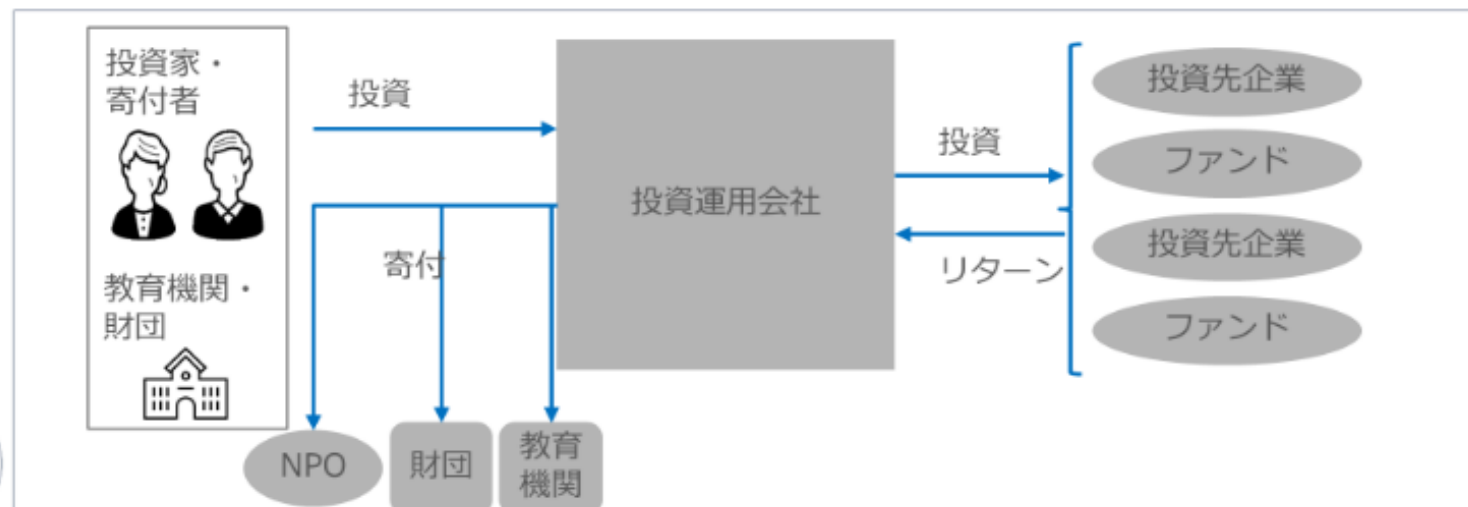 投資家・
寄付者
教育機関・
財団
投資
寄付
投資運用会社
投資
リターン
投資先企業
ファンド
投資先企業
ファンド
NPO
財団
教育
機関